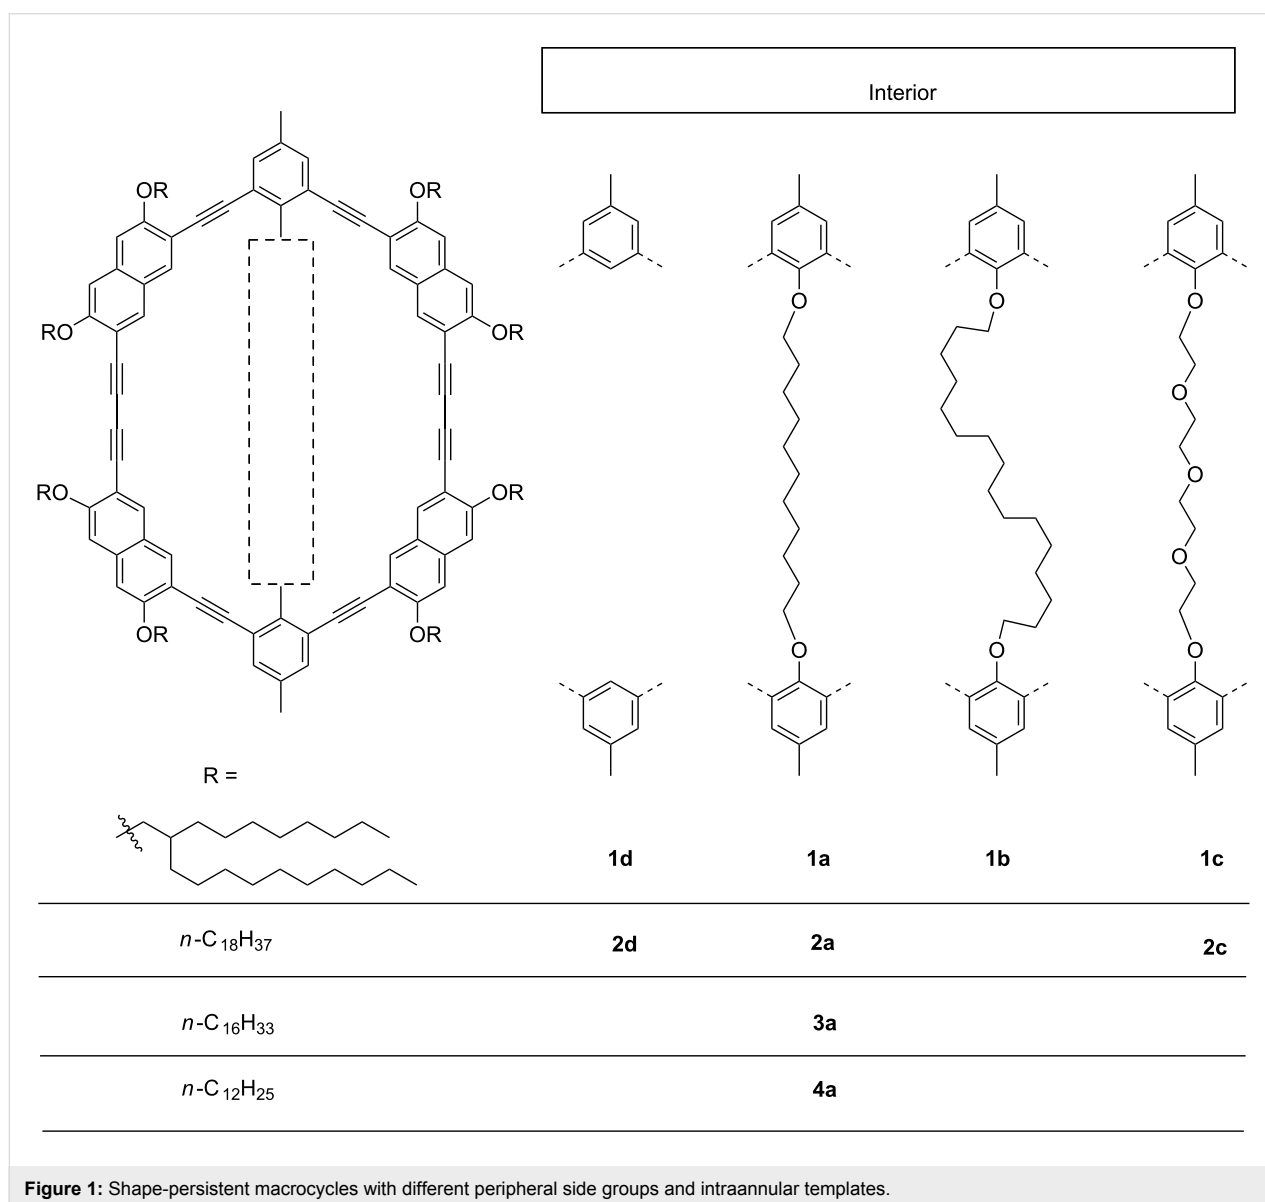 Interior
OR
OR
RO
OR
RO
OR
OR
OR
O
O
O
O
O
O
O
O
O
R =
1d
1a
1b
1c
n-C18H37
2d
2a
2c
n-C16H33
3a
n-C12H25
4a
Figure 1: Shape-persistent macrocycles with different peripheral side groups and intraannular templates.